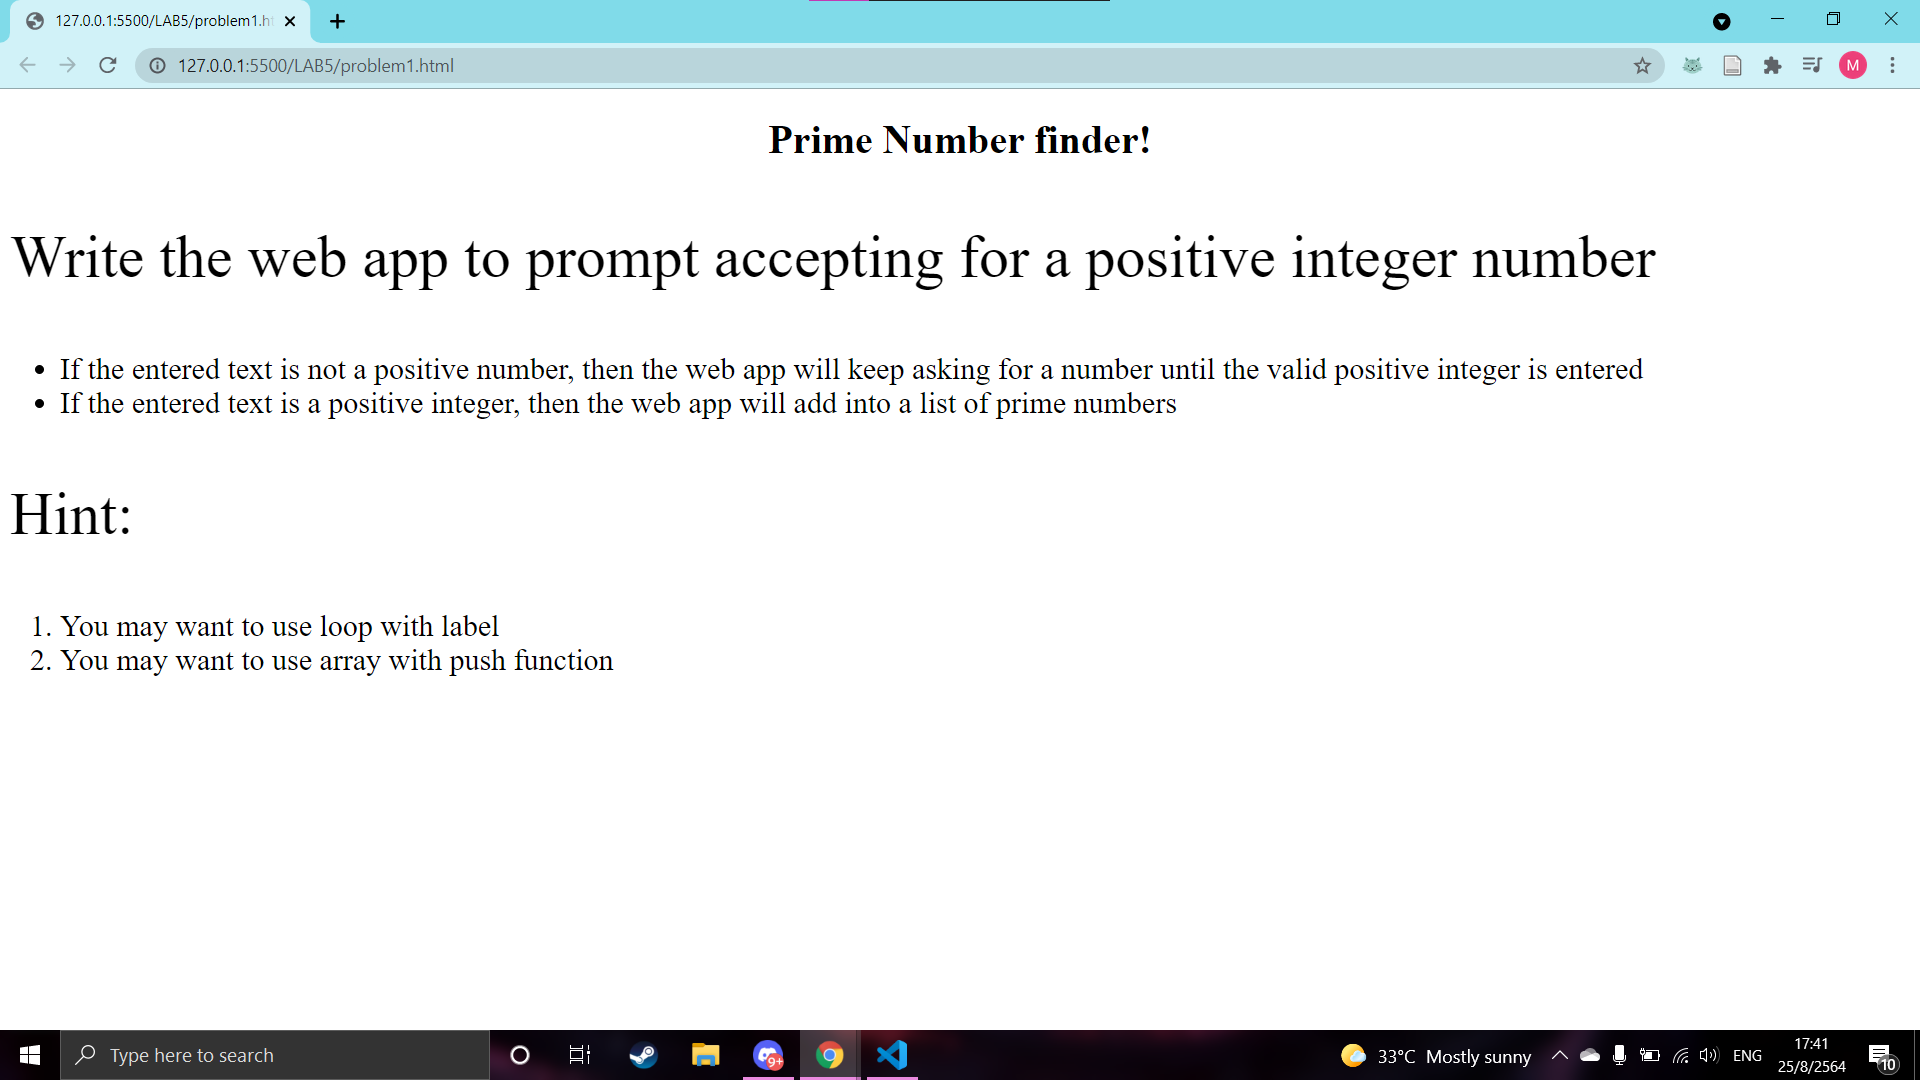 127.0.0.1:5500/LAB5/problem1.ht
127.0.0.1:5500/LAB5/problem1.html
M
Prime Number finder!
Write the web app to prompt accepting for a positive integer number
• If the entered text is not a positive number, then the web app will keep asking for a number until the valid positive integer is entered
• If the entered text is a positive integer, then the web app will add into a list of prime numbers
Hint:
1. You may want to use loop with label
2. You may want to use array with push function
Type here to search
9+
33°C Mostly sunny
ENG
17:41
25/8/2564
10